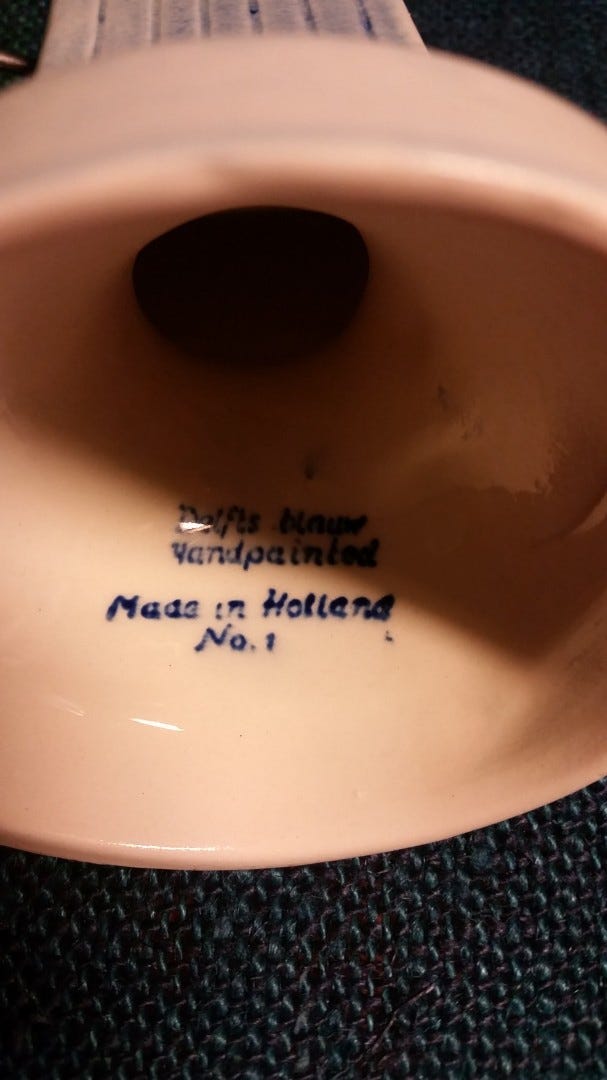 Delfts blauw
Handpainted
Made in Holland
No. 1